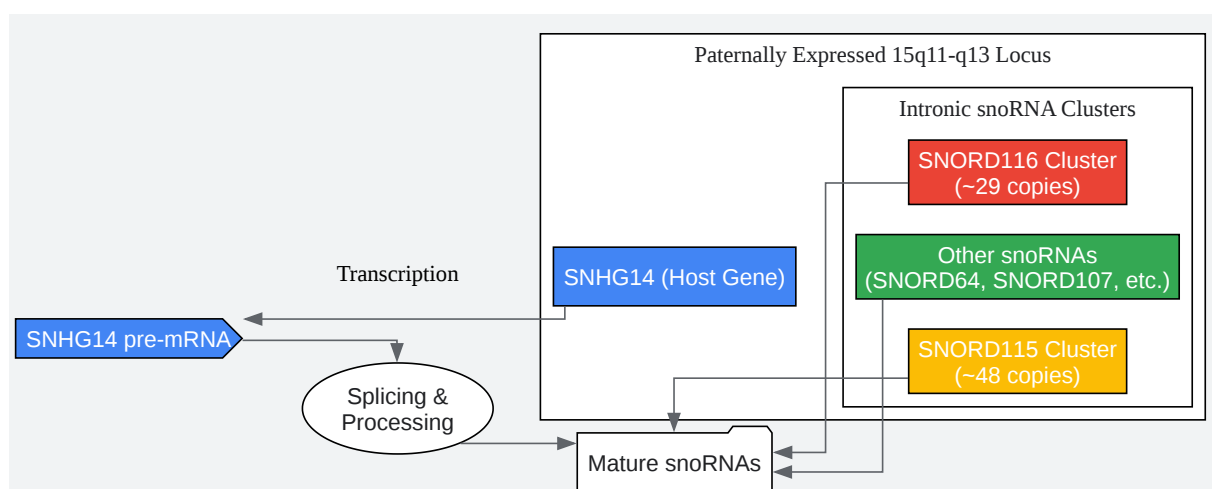 Paternally Expressed 15q11-q13 Locus
Intronic snoRNA Clusters
SNORD116 Cluster
(~29 copies)
Other snoRNAs
(SNORD64, SNORD107, etc.)
SNHG14 (Host Gene)
Transcription
SNHG14 pre-mRNA
SNORD115 Cluster
(~48 copies)
Splicing &
Processing
Mature snoRNAs